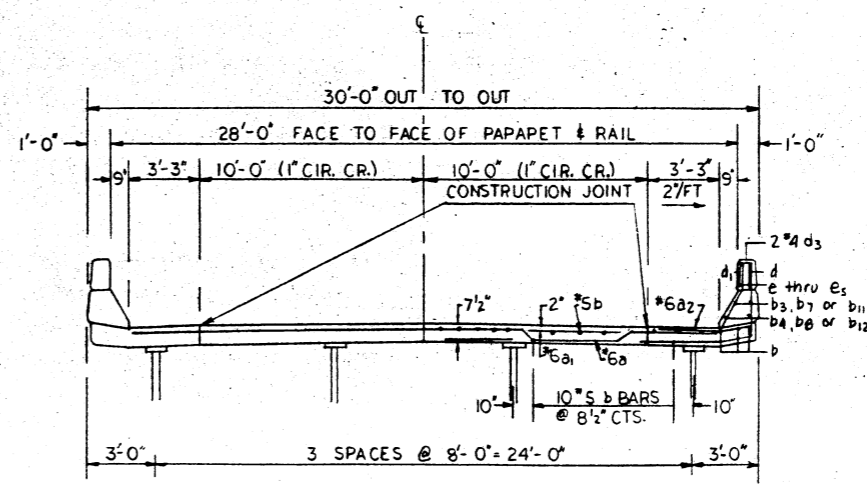 ℄
30'-0" OUT TO OUT
1'-0" 28'-0" FACE TO FACE OF PAPAPET & RAIL 1'-0"
9" 3'-3" 10'-0" (1" CIR. CR.) 10'-0" (1" CIR. CR.) 3'-3" 9"
CONSTRUCTION JOINT 2"/FT
2 #4 d3
d1 d
e thru e5
7½" 2" #5b #6a2 b3, b7 or b11
b4, b8 or b12
#6a1 #6a b
10" 10 #5 b BARS 10"
@ 8½" CTS.
3'-0" 3 SPACES @ 8'-0" = 24'-0" 3'-0"